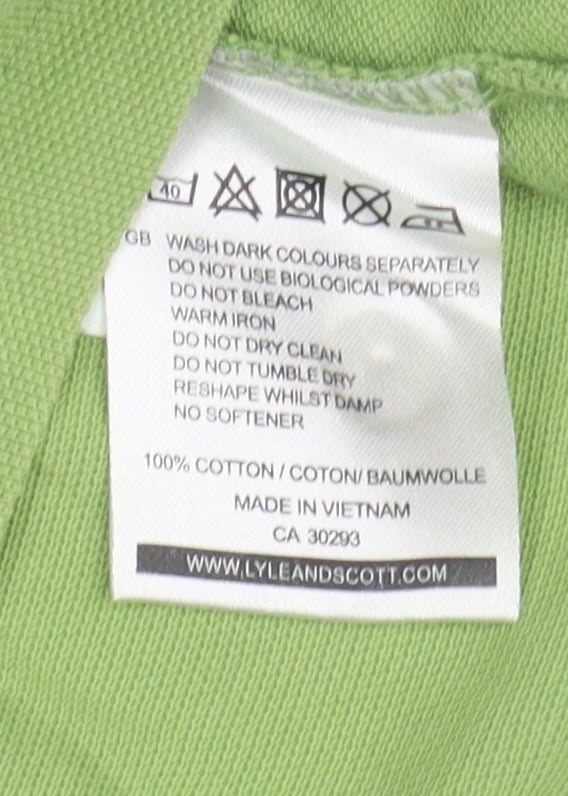 40
GB WASH DARK COLOURS SEPARATELY
DO NOT USE BIOLOGICAL POWDERS
DO NOT BLEACH
WARM IRON
DO NOT DRY CLEAN
DO NOT TUMBLE DRY
RESHAPE WHILST DAMP
NO SOFTENER
100% COTTON / COTON/ BAUMWOLLE
MADE IN VIETNAM
CA 30293
WWW.LYLEANDSCOTT.COM